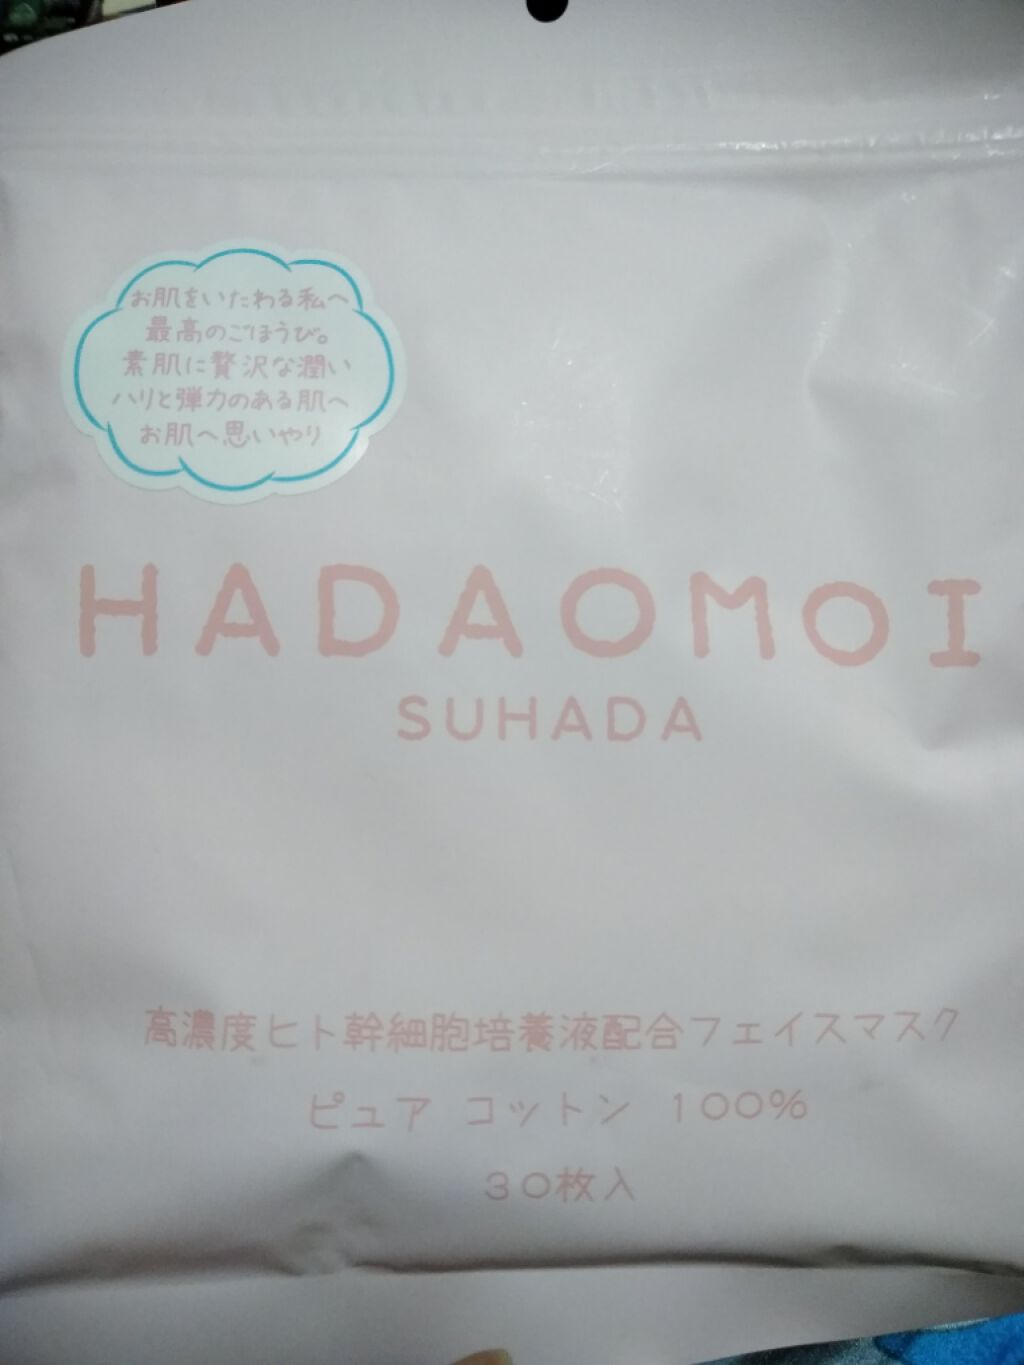 お肌をいたわる私へ
最高のごほうび。
素肌に贅沢な潤い
ハリと弾力のある肌へ
お肌へ思いやり
HADAOMOI
SUHADA
高濃度ヒト幹細胞培養液配合フェイスマスク
ピュア コットン 100%
30枚入